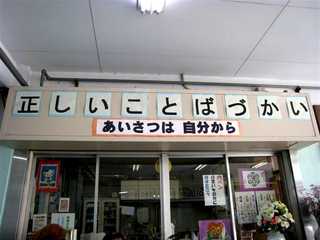 正しいことばづかい
あいさつは 自分から